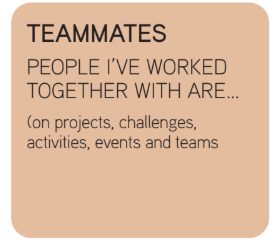 TEAMMATES
PEOPLE I'VE WORKED
TOGETHER WITH ARE...
(on projects, challenges,
activities, events and teams